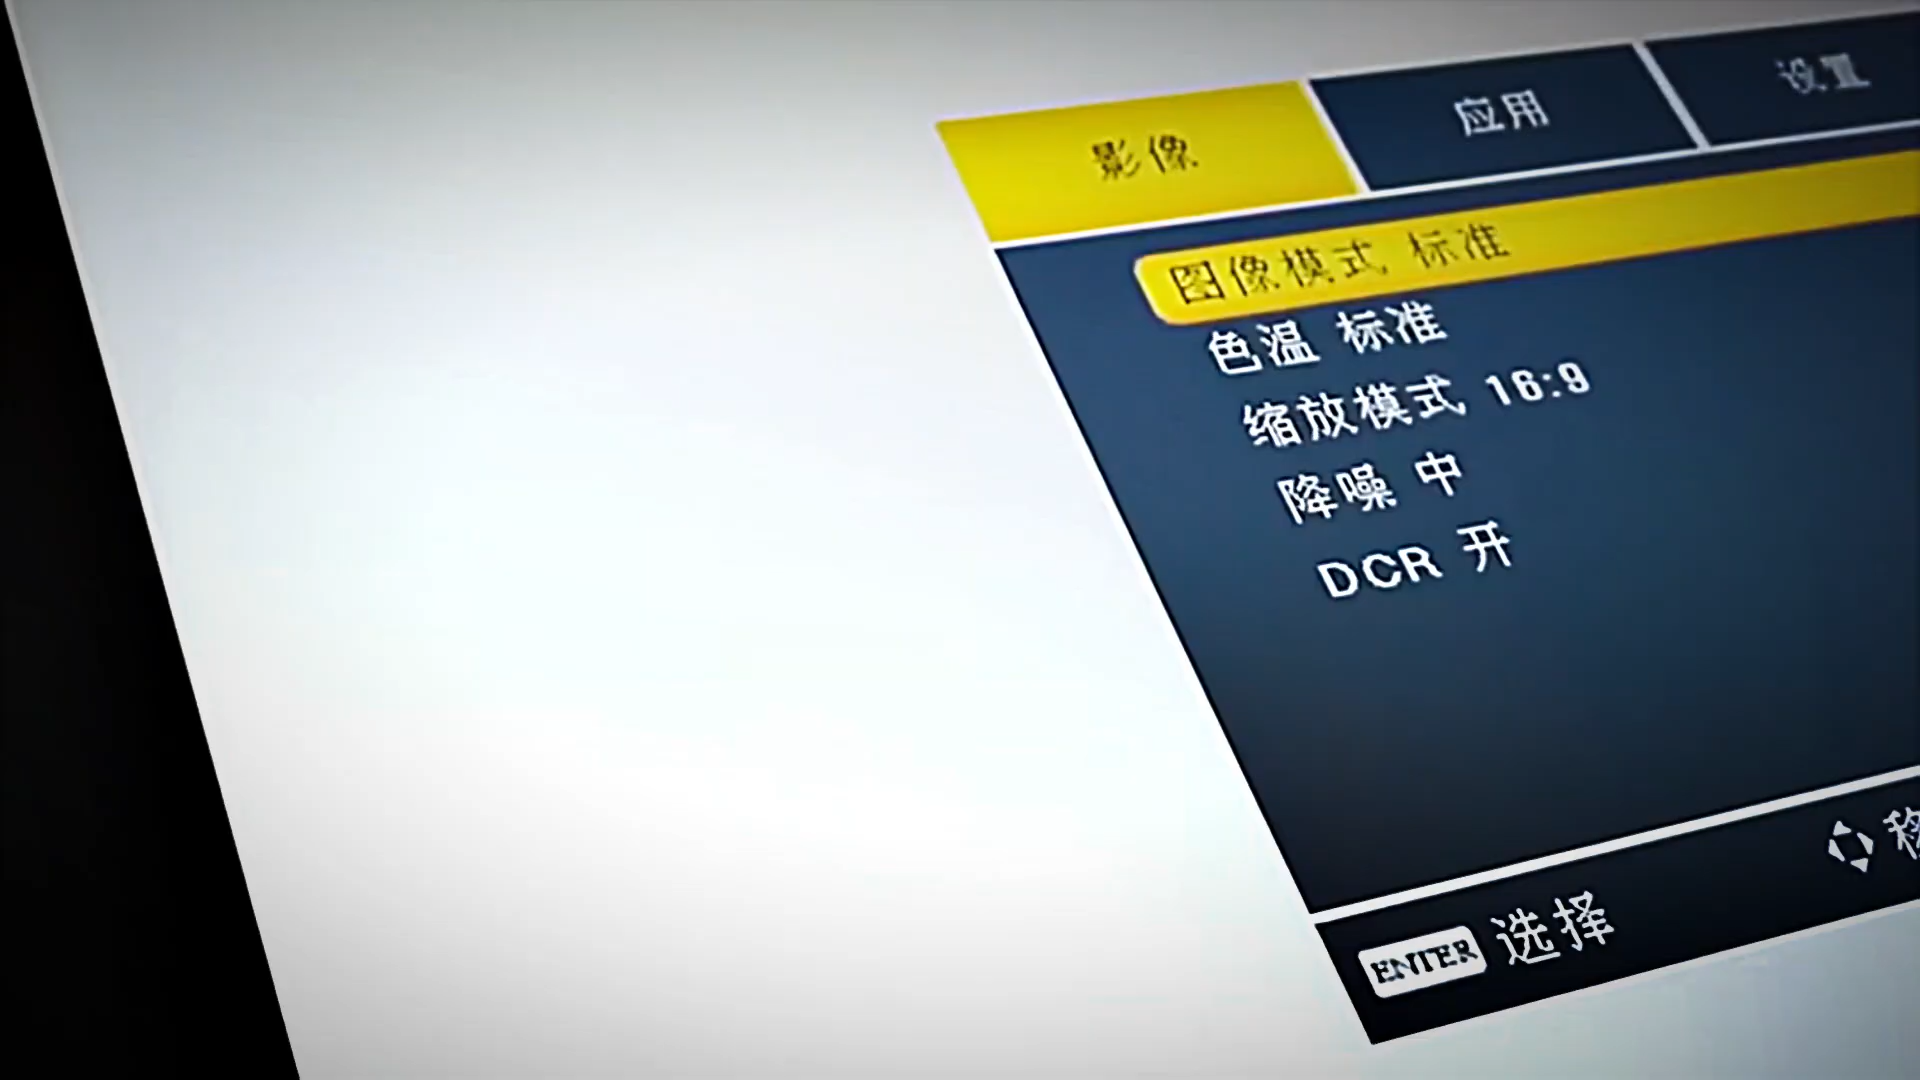 影像 应用 设置
图像模式 标准
色温 标准
缩放模式 16:9
降噪 中
DCR 开
ENTER 选择